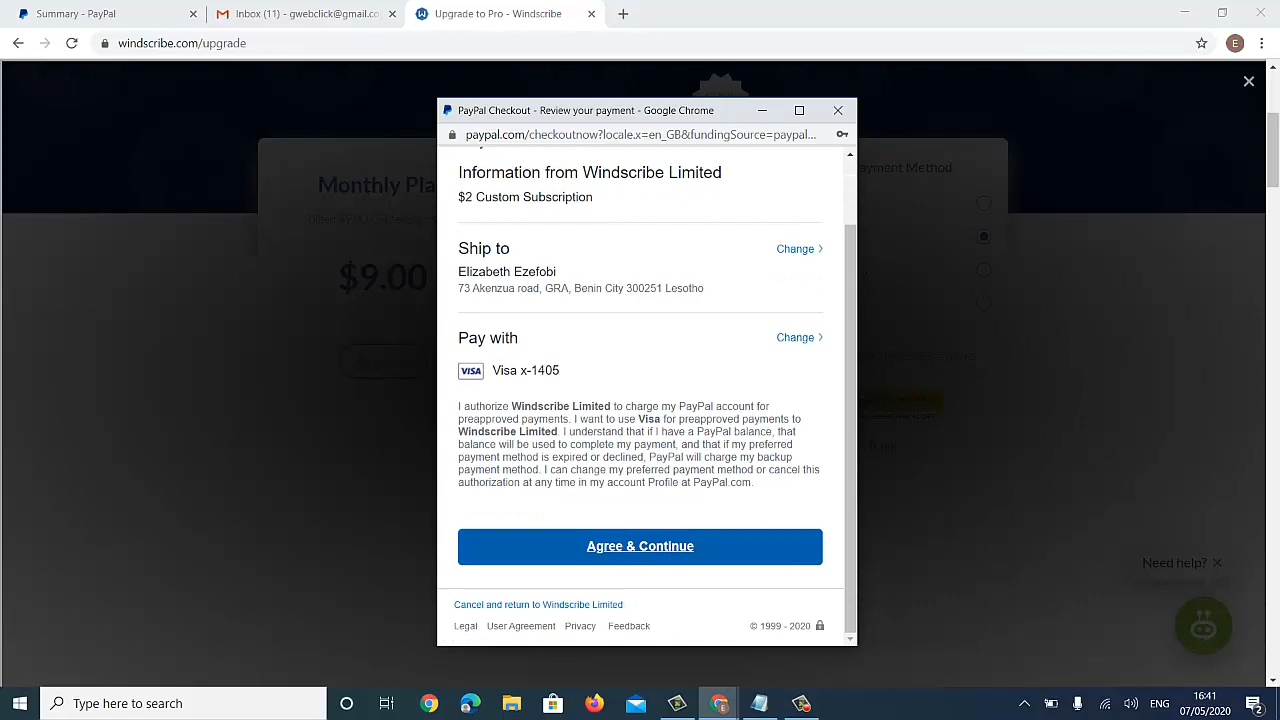 Summary - PayPal
Inbox (11) - gwebclick@gmail.co
Upgrade to Pro - Windscribe
windscribe.com/upgrade
E
PayPal Checkout - Review your payment - Google Chrome
paypal.com/checkoutnow?locale.x=en_GB&fundingSource=paypal...
Monthly Pla
$9.00
ayment Method
Information from Windscribe Limited
$2 Custom Subscription
Ship to
Change
Elizabeth Ezefobi
73 Akenzua road, GRA, Benin City 300251 Lesotho
Pay with
Change
VISA Visa x-1405
I authorize Windscribe Limited to charge my PayPal account for
preapproved payments. I want to use Visa for preapproved payments to
Windscribe Limited I understand that if I have a PayPal balance, that
balance will be used to complete my payment, and that if my preferred
payment method is expired or declined, PayPal will charge my backup
payment method. I can change my preferred payment method or cancel this
authorization at any time in my account Profile at PayPal.com.
Agree & Continue
Cancel and return to Windscribe Limited
Legal User Agreement Privacy Feedback
© 1999 - 2020
Need help?
Type here to search
ENG
16:41
07/05/2020
2